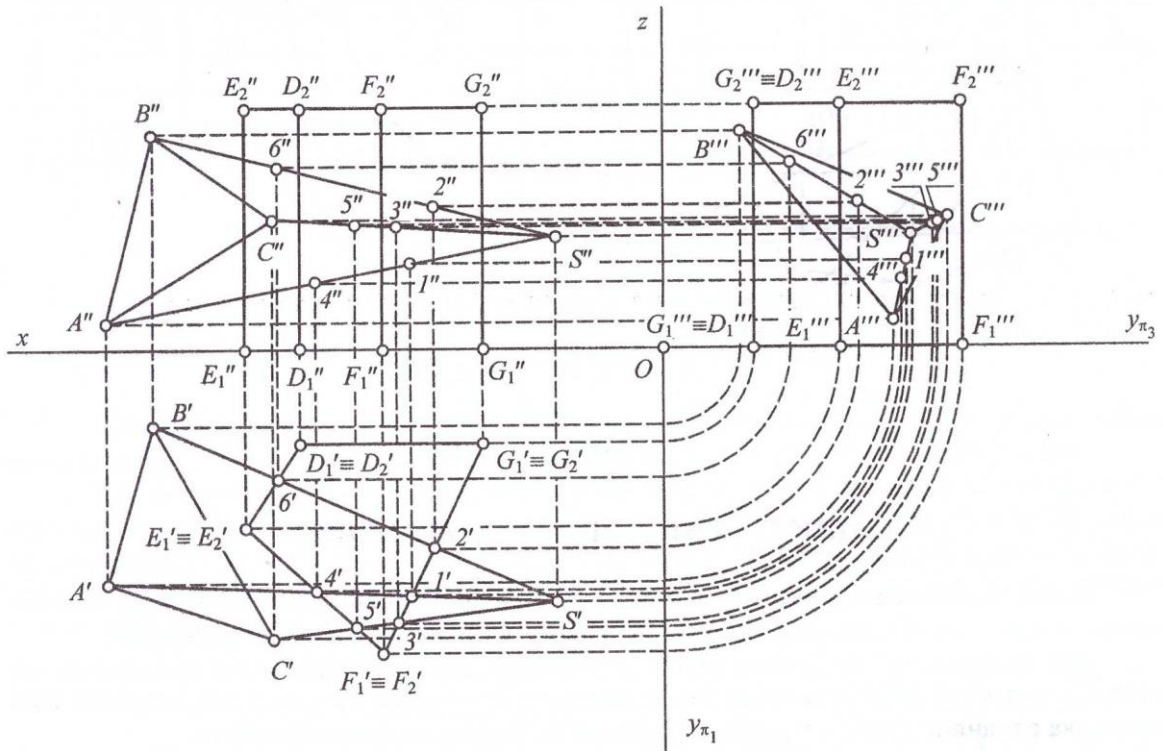 z
E₂'' D₂'' F₂'' G₂'' G₂'''≡D₂''' E₂''' F₂'''
B'' 6'' B''' 6'''
2'' 2''' 3''' 5'''
5'' 3'' C'''
C'' S'' S'''
4'' 1'' 4''' 1'''
A'' G₁'''≡D₁''' E₁''' A''' F₁'''
x y_π₃
E₁'' D₁'' F₁'' G₁'' O
B'
D₁'≡D₂' G₁'≡G₂'
6'
E₁'≡E₂' 2'
A' 4' 1'
5' 3' S'
C'
F₁'≡F₂'
y_π₁